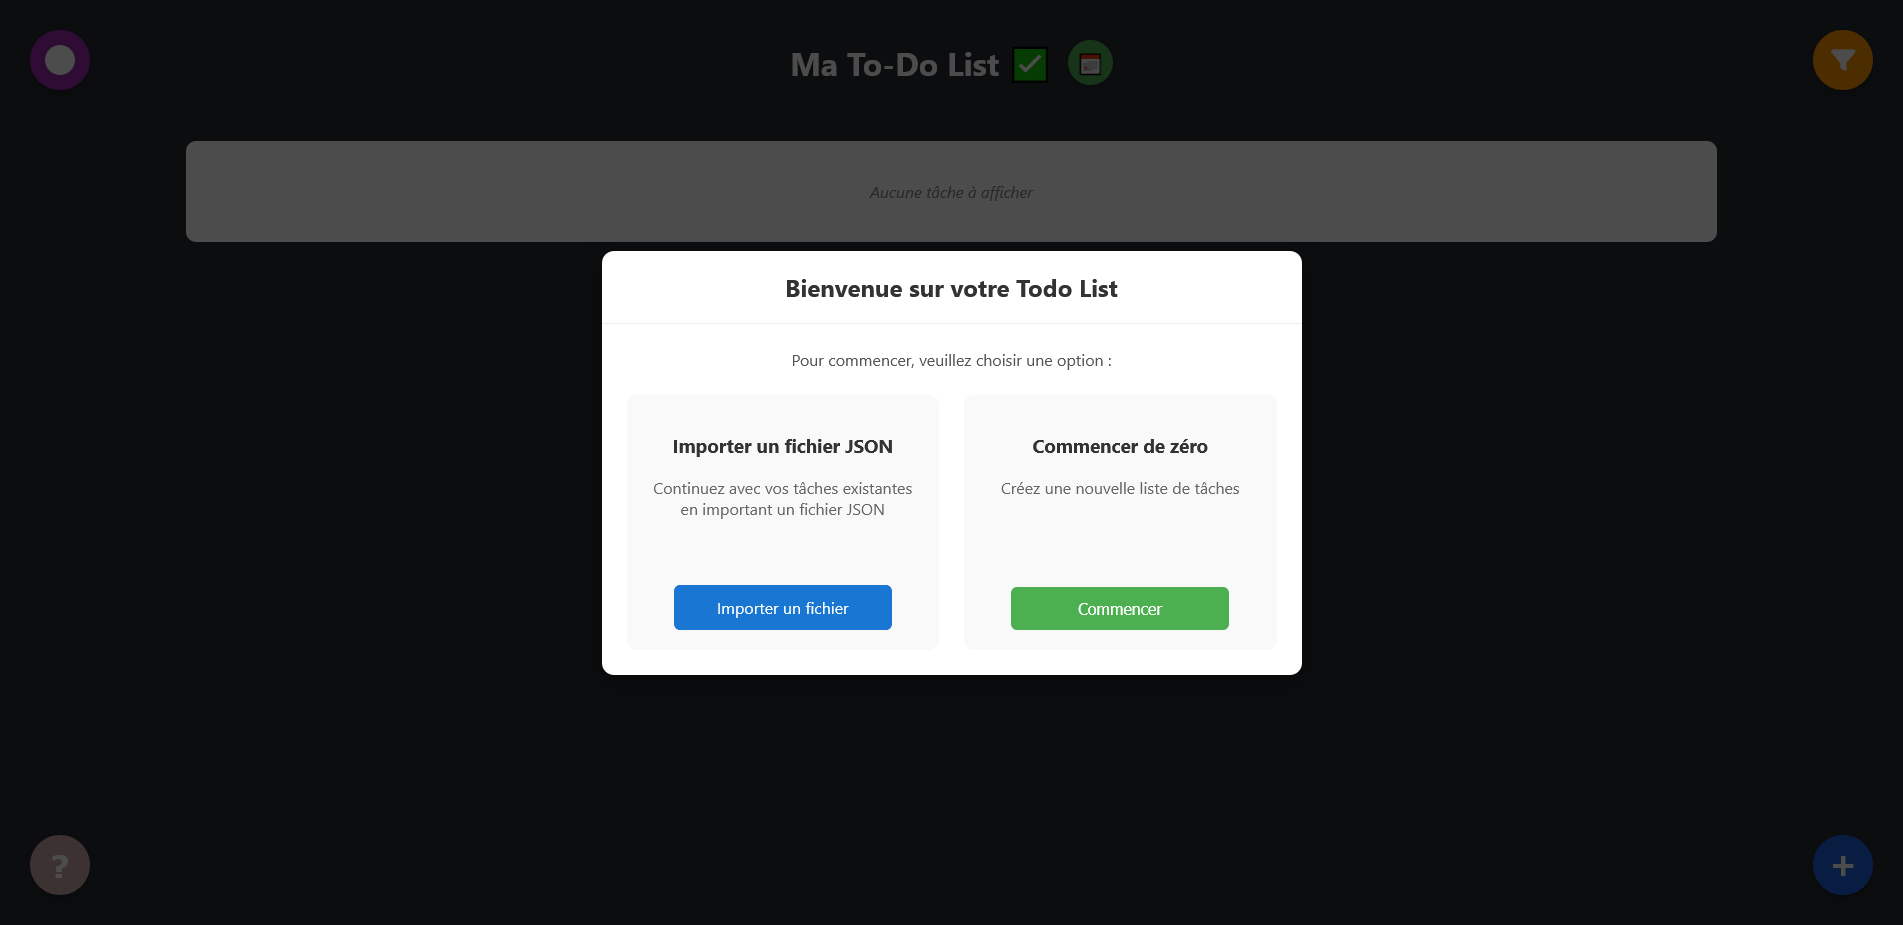 Ma To-Do List
Aucune tâche à afficher
Bienvenue sur votre Todo List
Pour commencer, veuillez choisir une option :
Importer un fichier JSON
Continuez avec vos tâches existantes
en important un fichier JSON
Importer un fichier
Commencer de zéro
Créez une nouvelle liste de tâches
Commencer
?
+